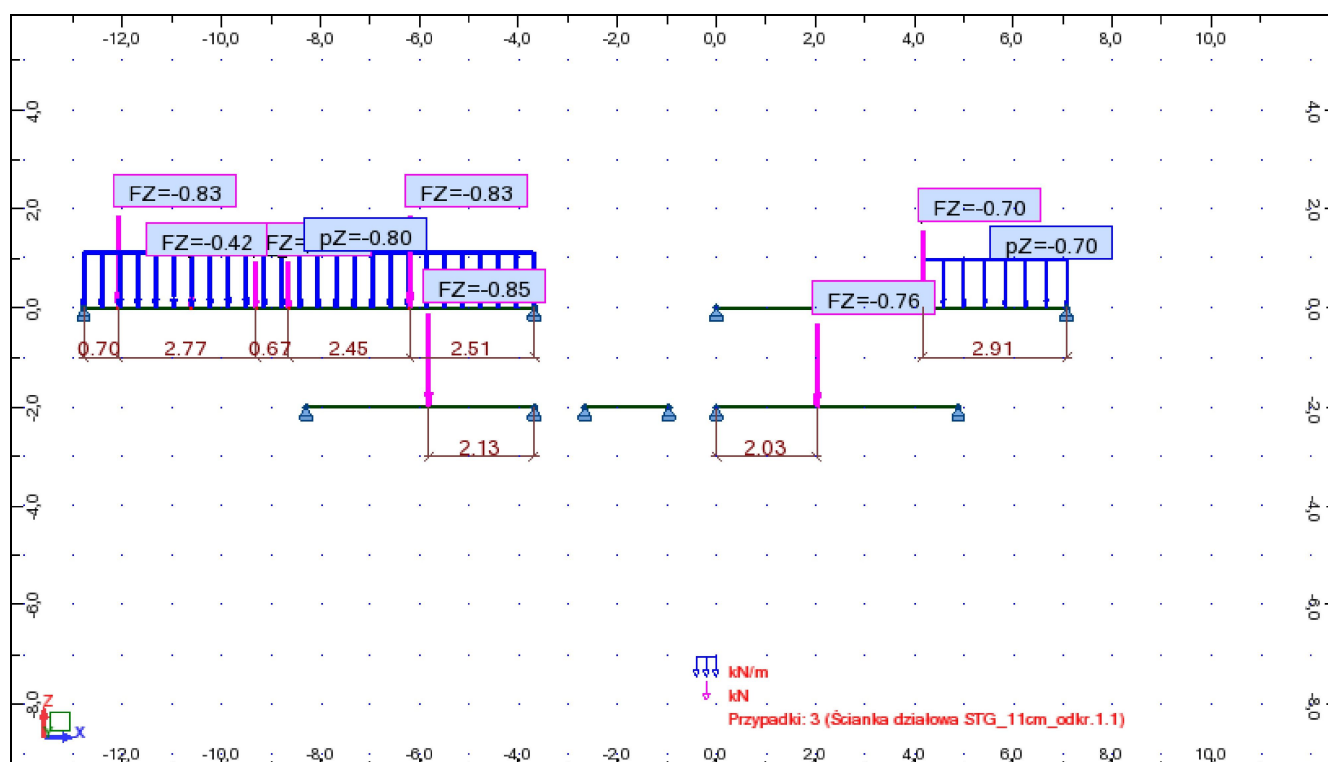 -12,0 -10,0 -8,0 -6,0 -4,0 -2,0 0,0 2,0 4,0 6,0 8,0 10,0
4,0 4,0
FZ=-0.83 FZ=-0.83 FZ=-0.70
2,0 2,0
FZ=-0.42 FZ= pZ=-0.80 pZ=-0.70
FZ=-0.85 FZ=-0.76
0,0 0,0
0.70 2.77 0.67 2.45 2.51 2.91
-2,0 -2,0
2.13 2.03
-4,0 -4,0
-6,0 -6,0
kN/m
kN
Przypadki: 3 (Ścianka działowa STG_11cm_odkr.1.1)
-8,0 -8,0
Z
X
-12,0 -10,0 -8,0 -6,0 -4,0 -2,0 0,0 2,0 4,0 6,0 8,0 10,0